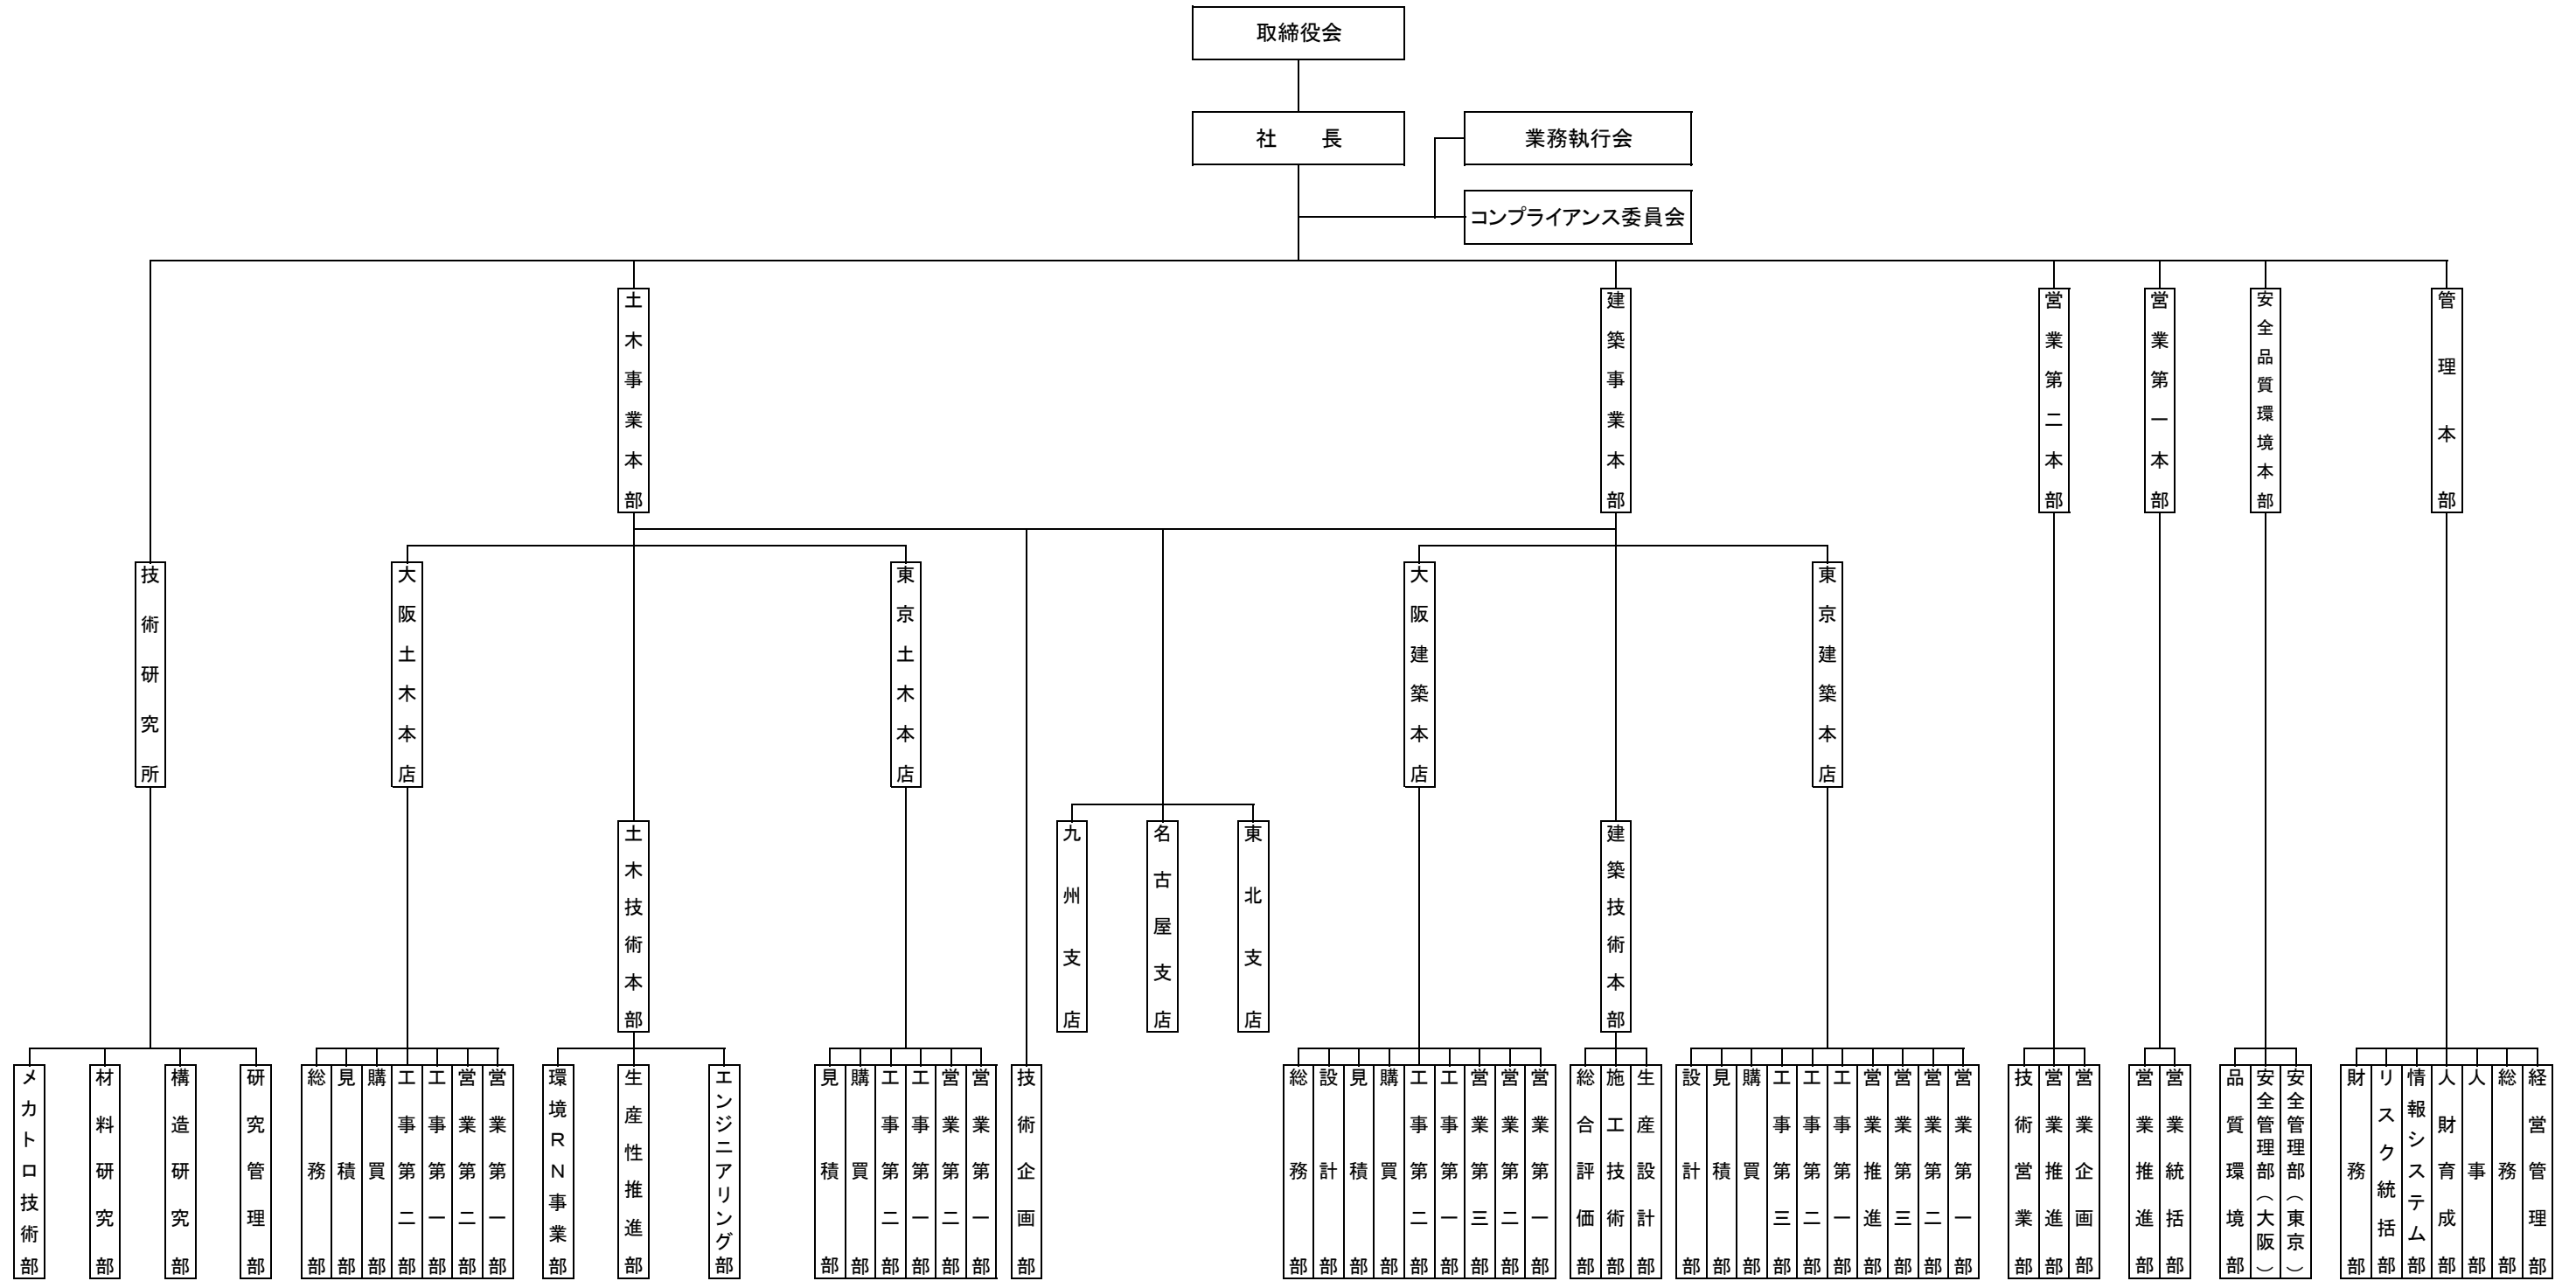 取締役会
社　長
業務執行会
コンプライアンス委員会
土木事業本部
建築事業本部
営業第二本部
営業第一本部
安全品質環境本部
管理本部
技術研究所
大阪土木本店
東京土木本店
大阪建築本店
東京建築本店
土木技術本部
九州支店
名古屋支店
東北支店
建築技術本部
メカトロ技術部
材料研究部
構造研究部
研究管理部
総務部
見積部
購買部
工事第二部
工事第一部
営業第二部
営業第一部
環境RN事業部
生産性推進部
エンジニアリング部
見積部
購買部
工事第二部
工事第一部
営業第二部
営業第一部
技術企画部
総務部
設計部
見積部
購買部
工事第二部
工事第一部
営業第三部
営業第二部
営業第一部
総合評価部
施工技術部
生産設計部
設計部
見積部
購買部
工事第三部
工事第二部
工事第一部
営業推進部
営業第三部
営業第二部
営業第一部
技術営業部
営業推進部
営業企画部
営業推進部
営業統括部
品質環境部
安全管理部（大阪）
安全管理部（東京）
財務部
リスク統括部
情報システム部
人財育成部
人事部
総務部
経営管理部